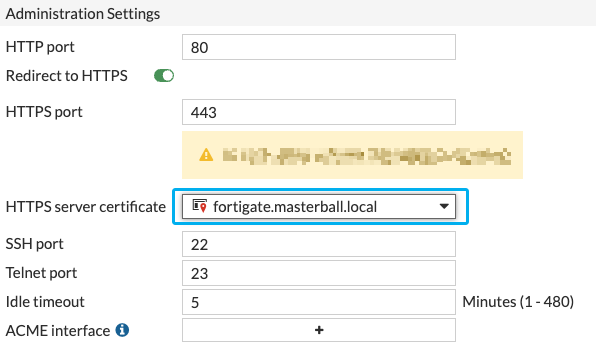 Administration Settings
HTTP port 80
Redirect to HTTPS
HTTPS port 443
HTTPS server certificate fortigate.masterball.local
SSH port 22
Telnet port 23
Idle timeout 5 Minutes (1 - 480)
ACME interface i +